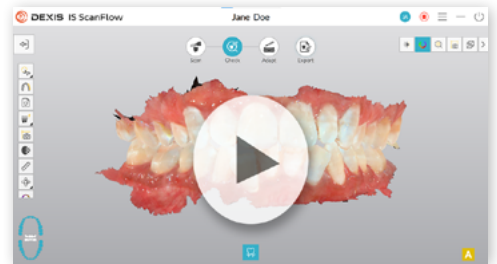 DEXIS IS ScanFlow
Jane Doe
Scan
Check
Adapt
Export
A